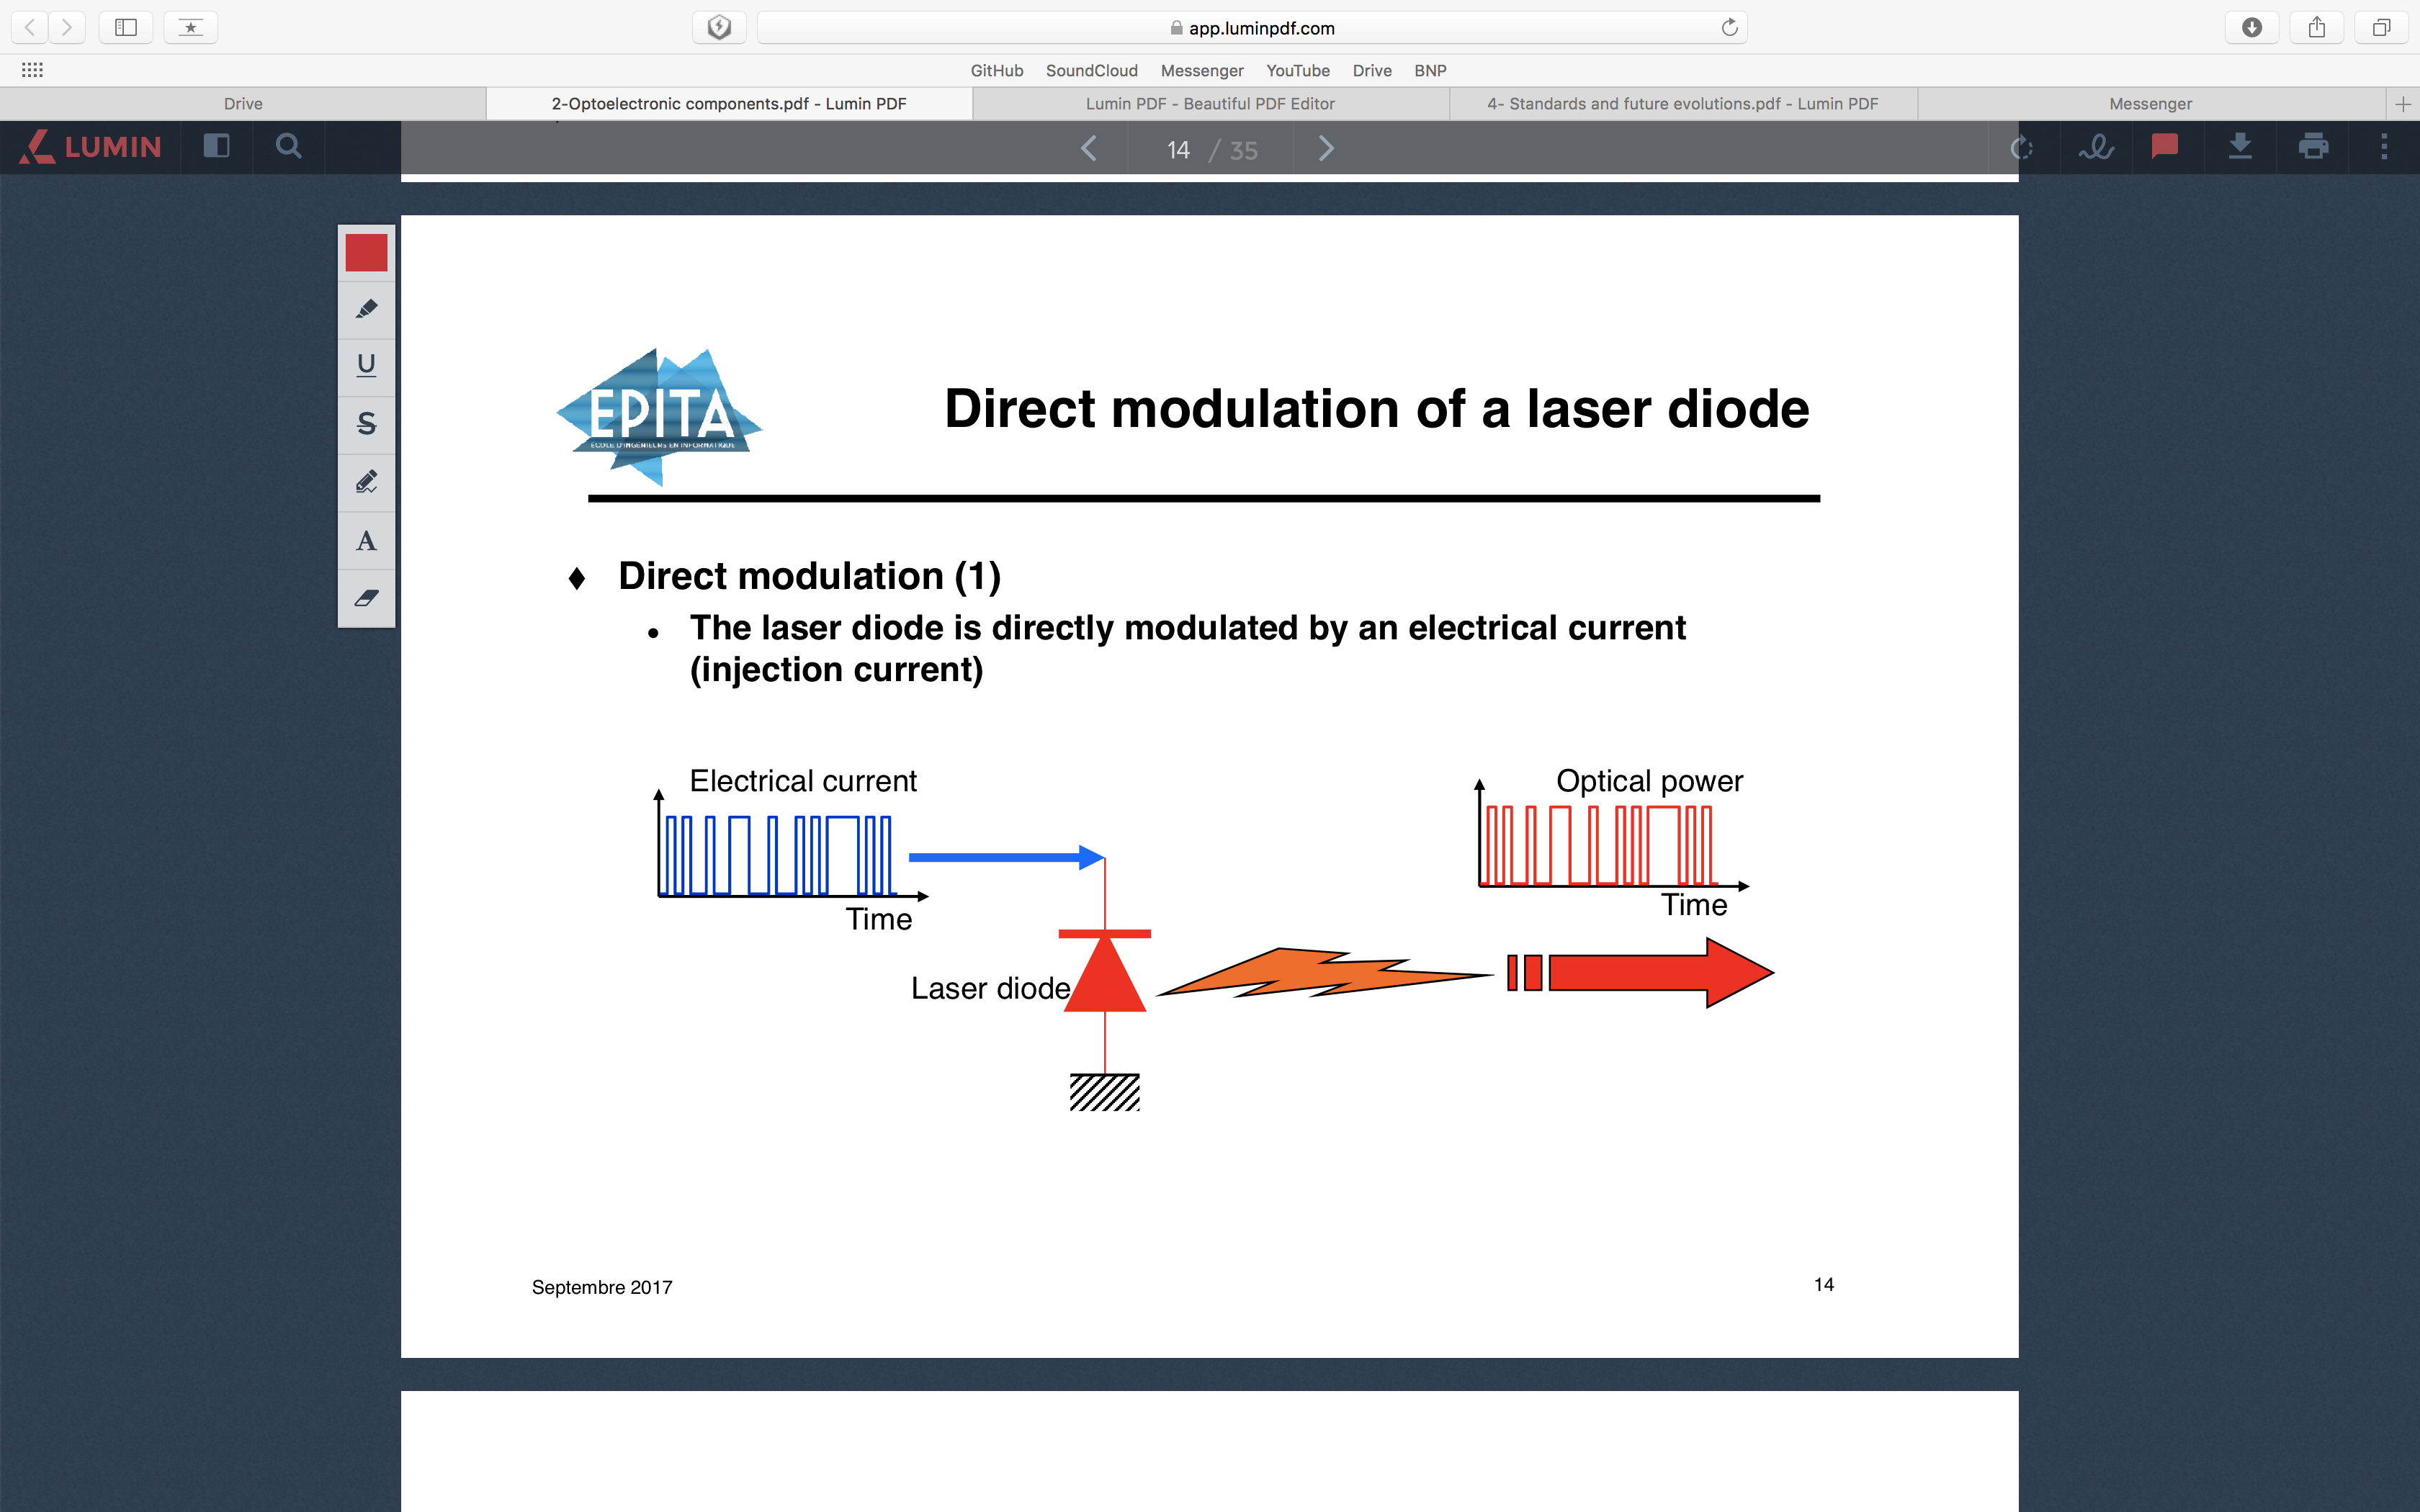 app.luminpdf.com
GitHub SoundCloud Messenger YouTube Drive BNP
Drive 2-Optoelectronic components.pdf - Lumin PDF Lumin PDF - Beautiful PDF Editor 4- Standards and future evolutions.pdf - Lumin PDF Messenger
LUMIN 14 / 35
EPITA
ÉCOLE D'INGÉNIEURS EN INFORMATIQUE
Direct modulation of a laser diode
U
S
A
♦ Direct modulation (1)
• The laser diode is directly modulated by an electrical current
(injection current)
Electrical current
Optical power
Time
Time
Laser diode
Septembre 2017
14